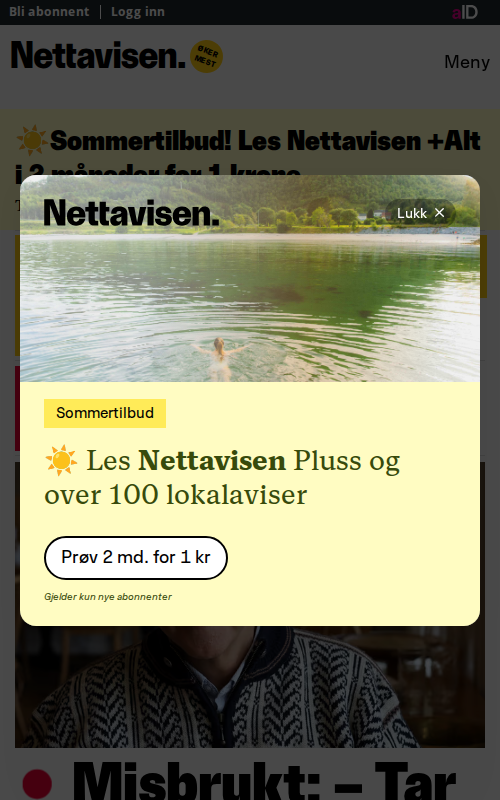 Bli abonnent | Logg inn
aID
Nettavisen.
ØKER
MEST
Meny
☀️Sommertilbud! Les Nettavisen +Alt
i 2 måneder for 1 krone
Nettavisen.
Lukk ×
Sommertilbud
☀️ Les Nettavisen Pluss og
over 100 lokalaviser
Prøv 2 md. for 1 kr
Gjelder kun nye abonnenter
Misbrukt: – Tar